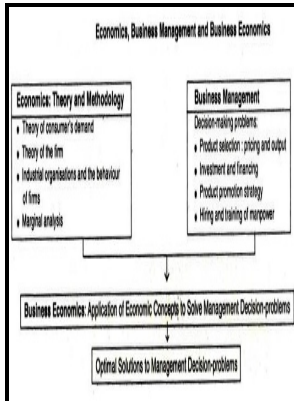 Economics, Business Management and Business Economics
Economics: Theory and Methodology
• Theory of consumer's demand
• Theory of the firm
• Industrial organisations and the behaviour
of firms
• Marginal analysis
Business Management
Decision-making problems:
• Product selection : pricing and output
• Investment and financing
• Product promotion strategy
• Hiring and training of manpower
Business Economics: Application of Economic Concepts to Solve Management Decision-problems
Optimal Solutions to Management Decision-problems